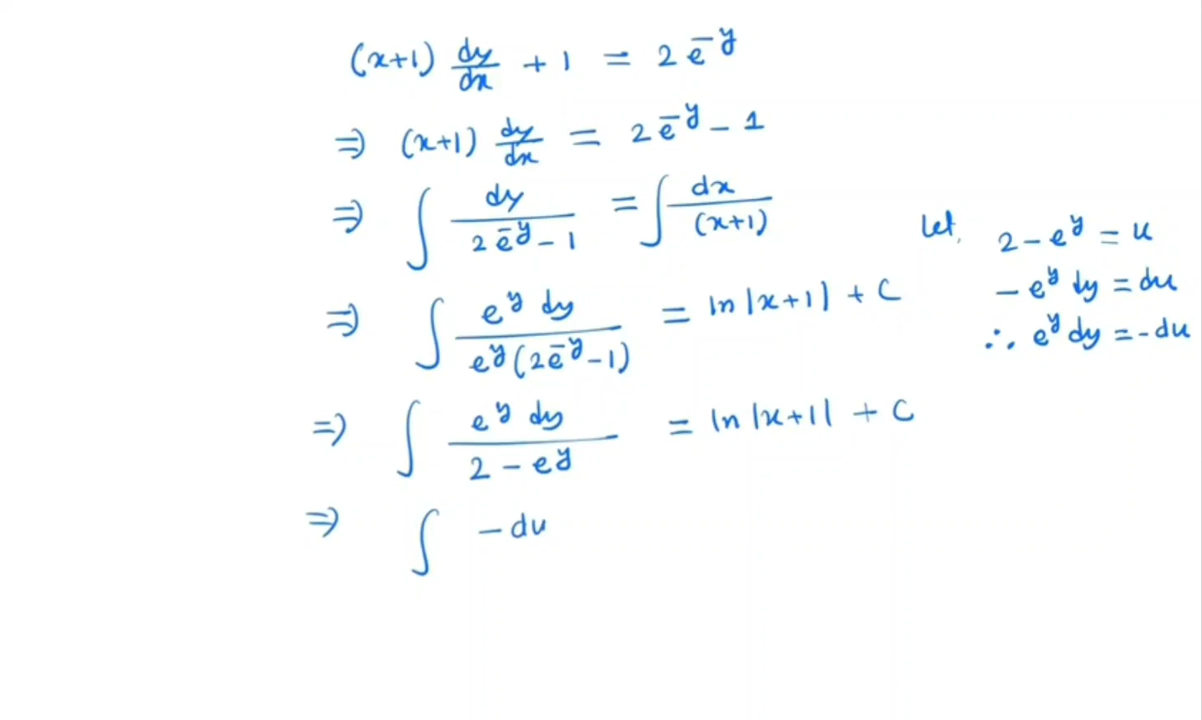 (x+1) dy/dx + 1 = 2e^-y
⇒ (x+1) dy/dx = 2e^-y - 1
⇒ ∫ dy/(2e^-y - 1) = ∫ dx/(x+1)
⇒ ∫ e^y dy/(e^y(2e^-y - 1)) = ln|x+1| + C
⇒ ∫ e^y dy/(2 - e^y) = ln|x+1| + C
⇒ ∫ -du
let, 2 - e^y = u
-e^y dy = du
∴ e^y dy = -du